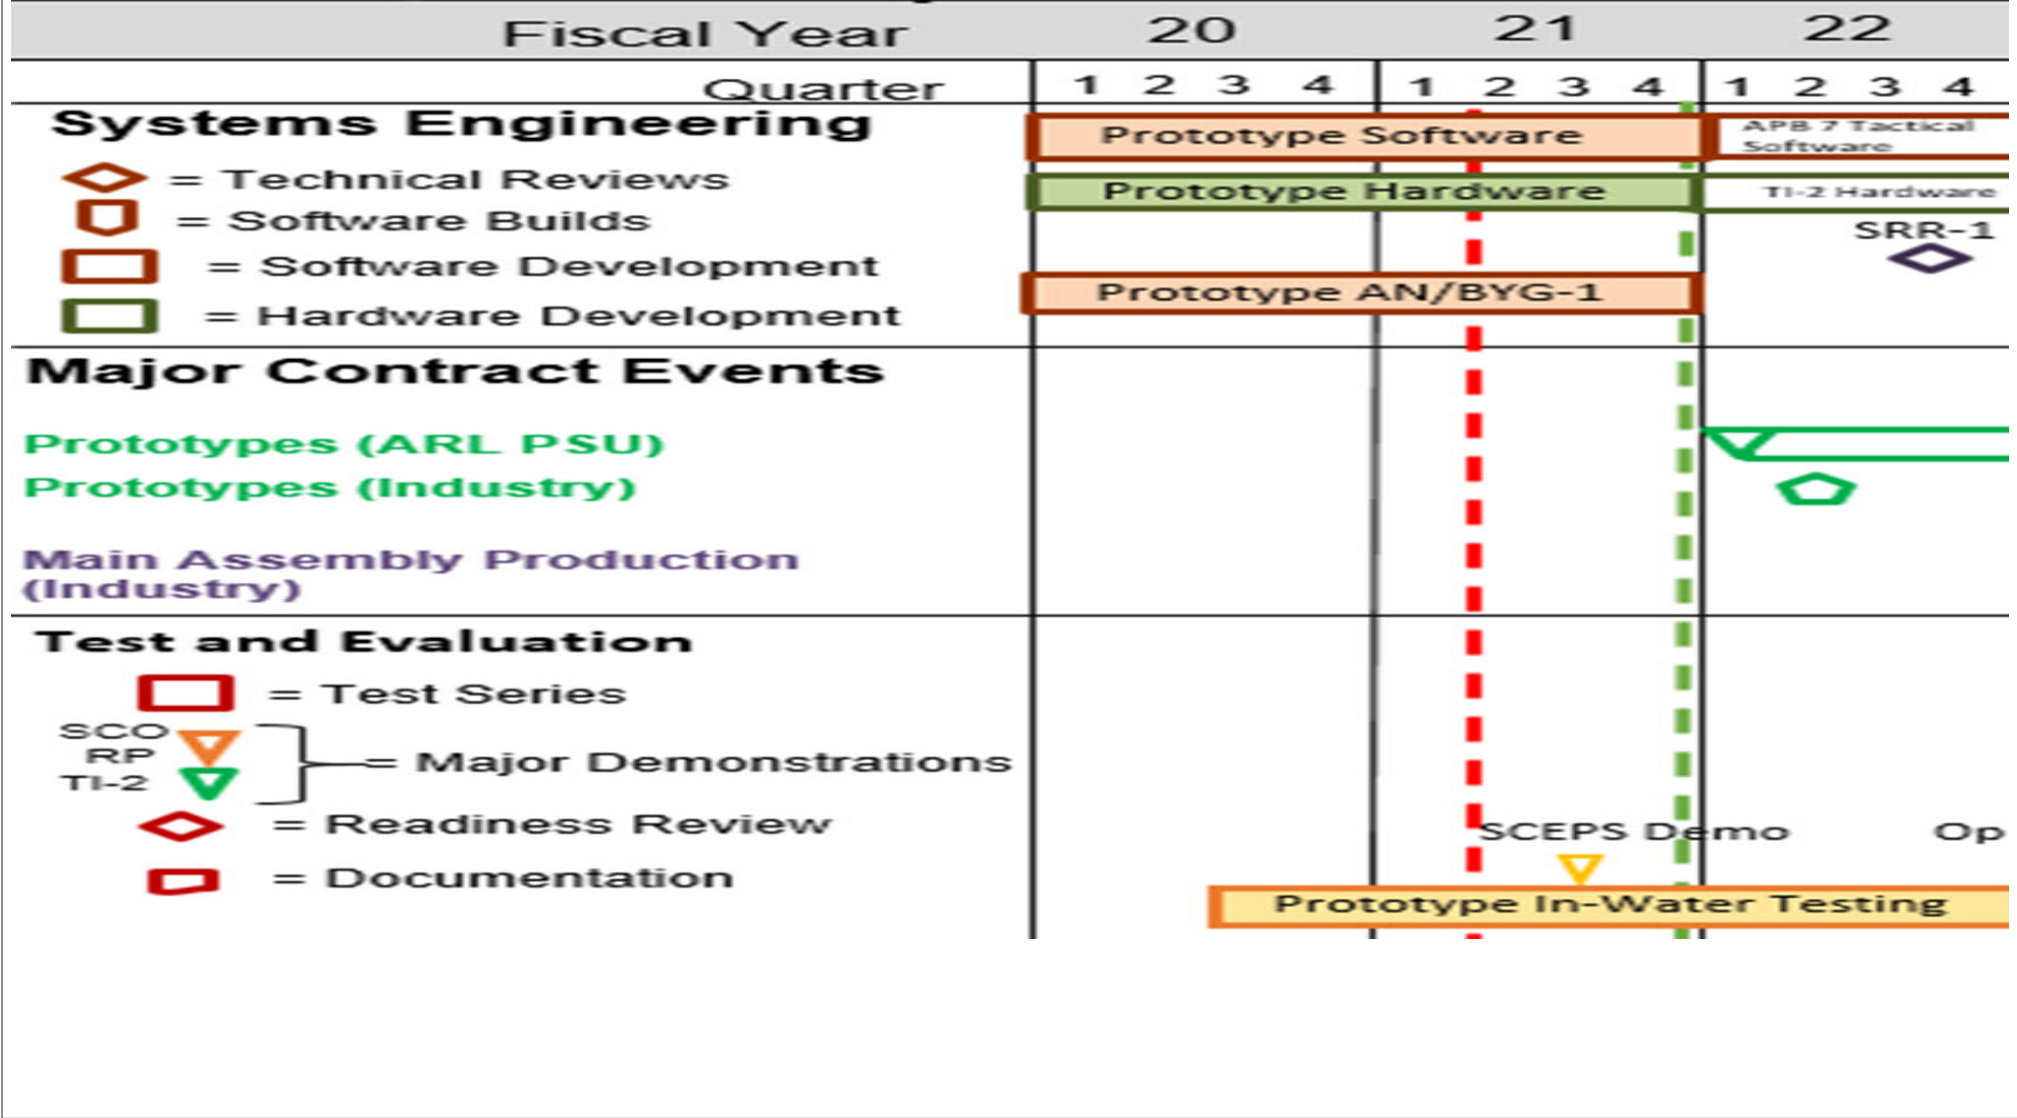 Fiscal Year 20 21 22
Quarter 1 2 3 4 1 2 3 4 1 2 3 4
Systems Engineering
= Technical Reviews
= Software Builds
= Software Development
= Hardware Development
Prototype Software
APB 7 Tactical
Software
Prototype Hardware
TI-2 Hardware
SRR-1
Prototype AN/BYG-1
Major Contract Events
Prototypes (ARL PSU)
Prototypes (Industry)
Main Assembly Production
(Industry)
Test and Evaluation
= Test Series
SCO
RP
TI-2
= Major Demonstrations
= Readiness Review
= Documentation
SCEPS Demo
Op
Prototype In-Water Testing